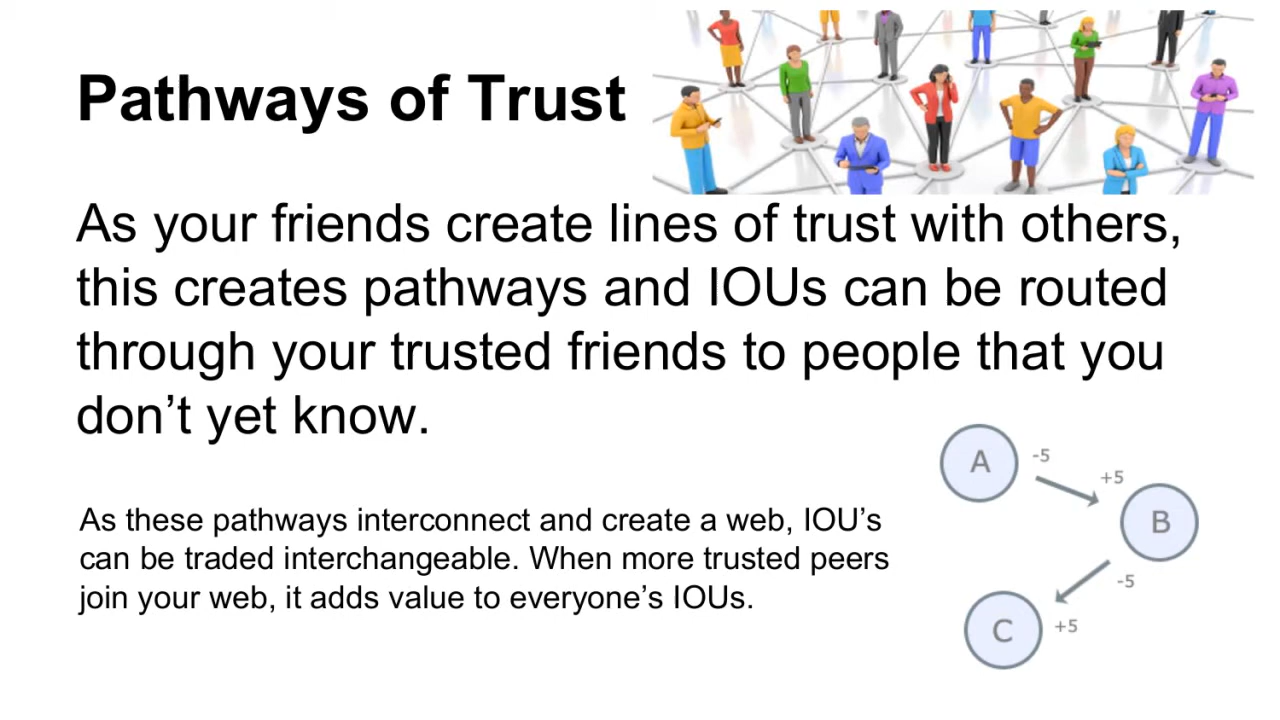 Pathways of Trust
As your friends create lines of trust with others,
this creates pathways and IOUs can be routed
through your trusted friends to people that you
don’t yet know.
As these pathways interconnect and create a web, IOU’s
can be traded interchangeable. When more trusted peers
join your web, it adds value to everyone’s IOUs.
A
-5
+5
B
-5
C
+5